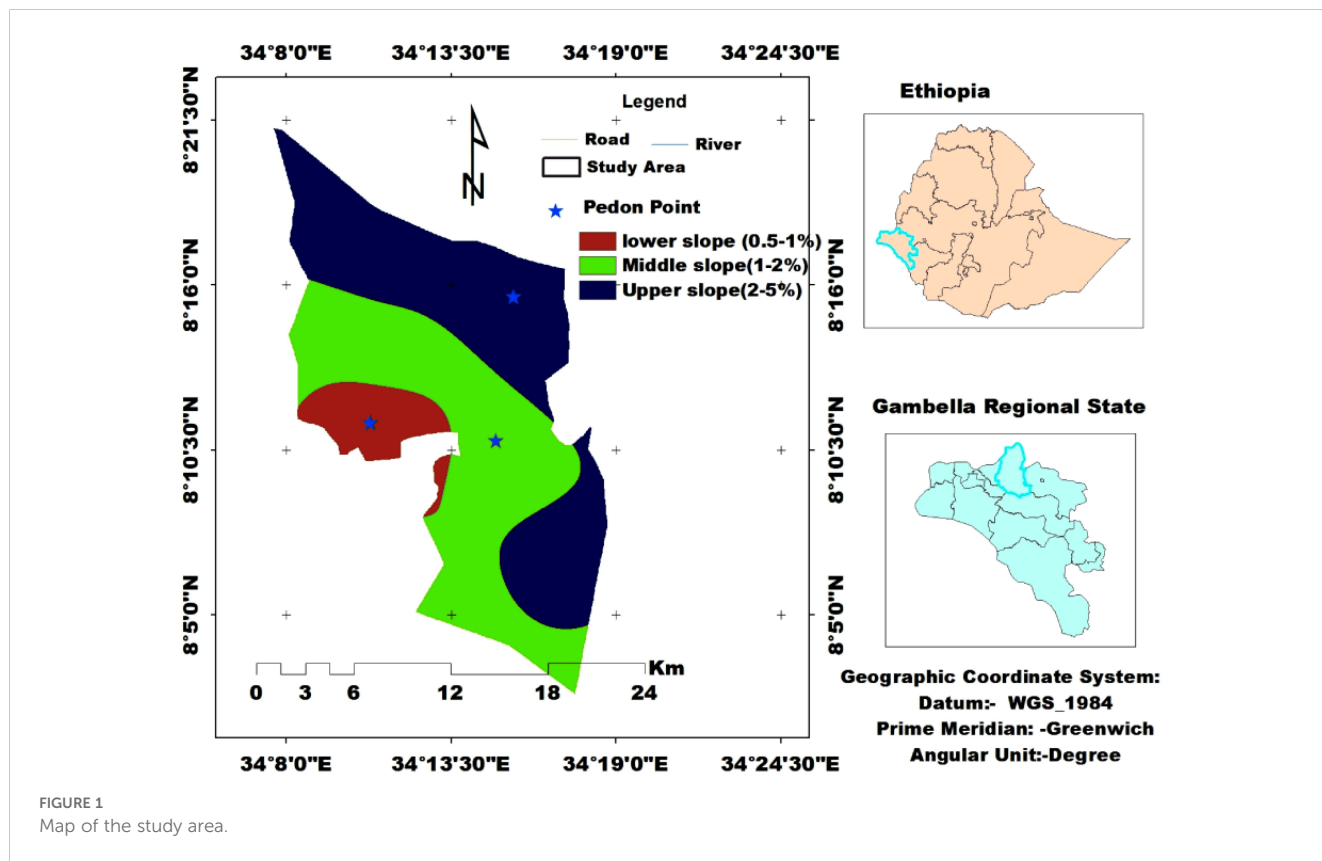 34°8'0"E 34°13'30"E 34°19'0"E 34°24'30"E
8°21'30"N
8°16'0"N
8°10'30"N
8°5'0"N
Legend
Road River
Study Area
Pedon Point
lower slope (0.5-1%)
Middle slope(1-2%)
Upper slope(2-5%)
N
8°21'30"N
8°16'0"N
8°10'30"N
8°5'0"N
Km
0 3 6 12 18 24
34°8'0"E 34°13'30"E 34°19'0"E 34°24'30"E
Ethiopia
Gambella Regional State
Geographic Coordinate System:
Datum:- WGS_1984
Prime Meridian: -Greenwich
Angular Unit:-Degree
FIGURE 1
Map of the study area.